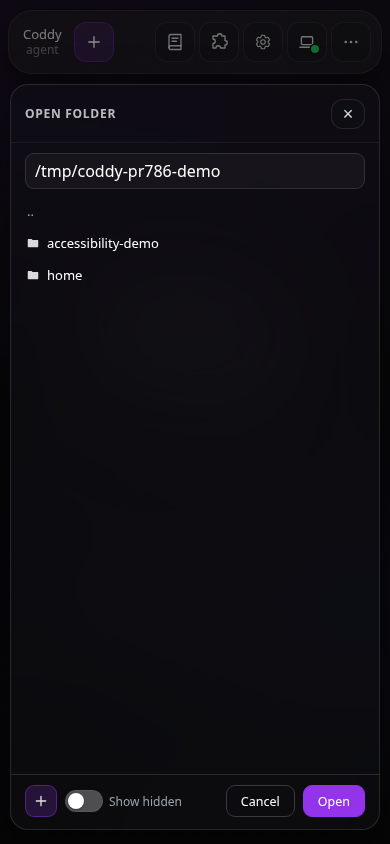 Coddy
agent
OPEN FOLDER
/tmp/coddy-pr786-demo
..
accessibility-demo
home
Show hidden
Cancel
Open